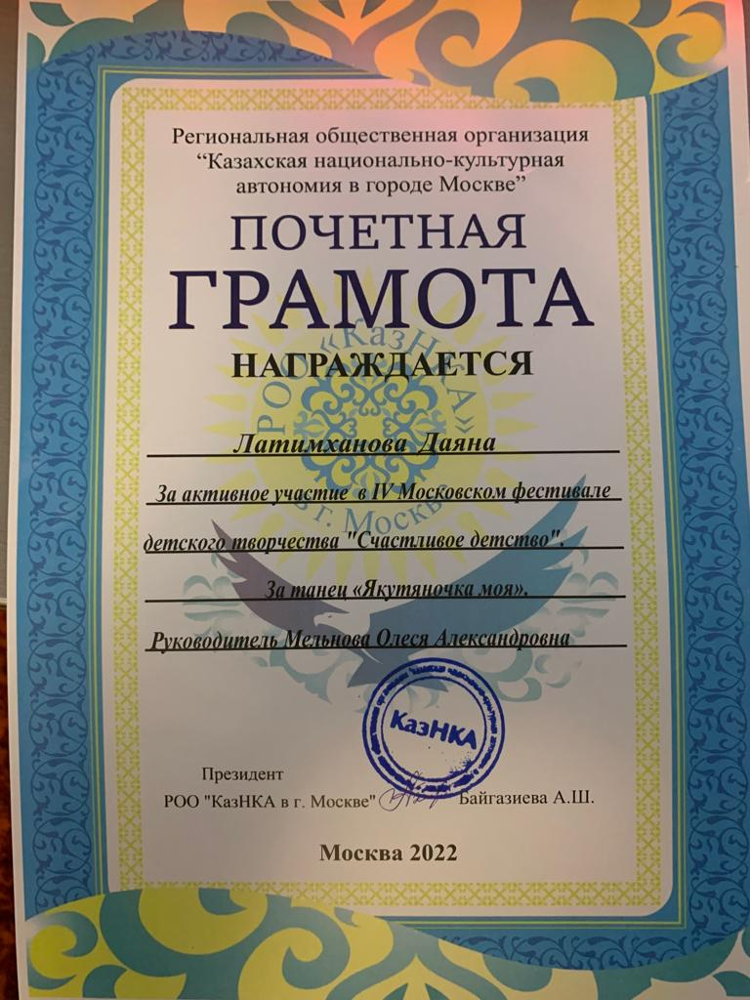 Региональная общественная организация
“Казахская национально-культурная
автономия в городе Москве”
ПОЧЕТНАЯ
ГРАМОТА
НАГРАЖДАЕТСЯ
РОО «КазНКА»
в г. Москве
Латимханова Даяна
За активное участие в IV Московском фестивале
детского творчества "Счастливое детство".
За танец «Якутяночка моя».
Руководитель Мельнова Олеся Александровна
КазНКА
Президент
РОО "КазНКА в г. Москве" Байгазиева А.Ш.
Москва 2022